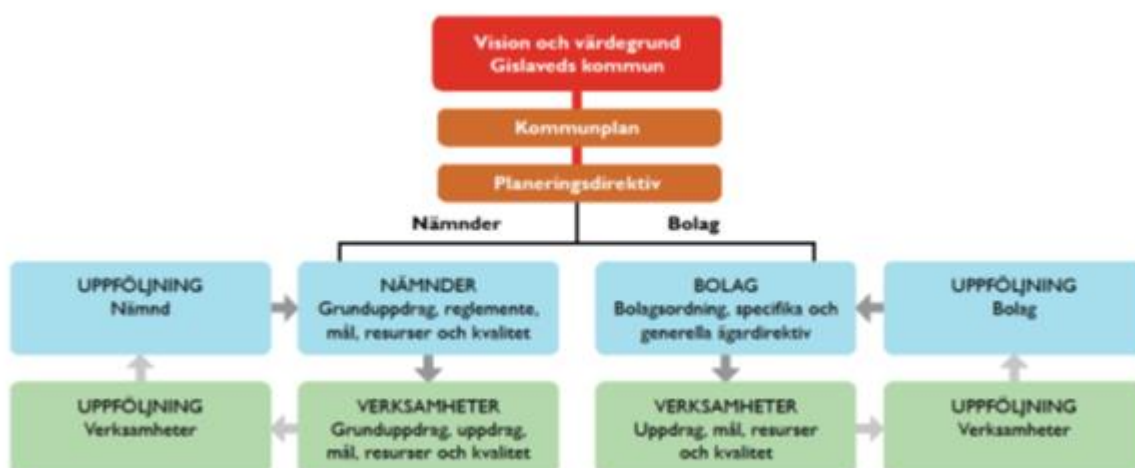 Vision och värdegrund
Gislaveds kommun
Kommunplan
Planeringsdirektiv
Nämnder
Bolag
UPPFÖLJNING
Nämnd
NÄMNDER
Grunduppdrag, reglemente,
mål, resurser och kvalitet
BOLAG
Bolagsordning, specifika och
generella ägardirektiv
UPPFÖLJNING
Bolag
UPPFÖLJNING
Verksamheter
VERKSAMHETER
Grunduppdrag, uppdrag,
mål, resurser och kvalitet
VERKSAMHETER
Uppdrag, mål, resurser
och kvalitet
UPPFÖLJNING
Verksamheter